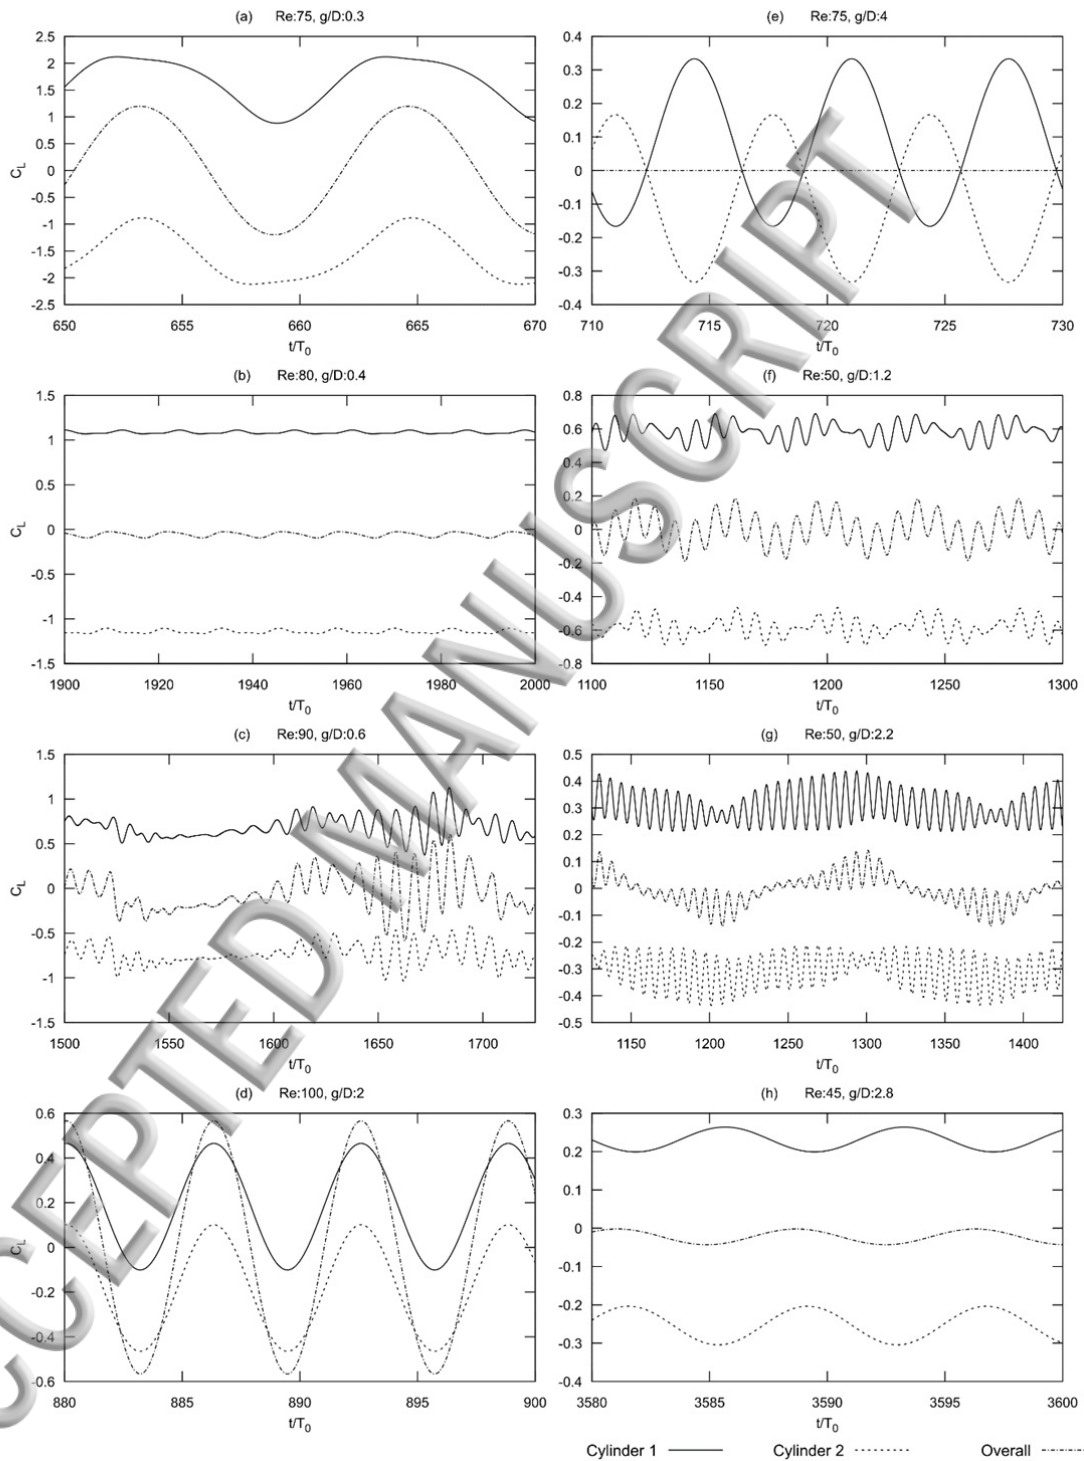 (a) Re:75, g/D:0.3
2.5
2
1.5
1
0.5
0
-0.5
-1
-1.5
-2
-2.5
C_L
650 655 660 665 670
t/T_0
(e) Re:75, g/D:4
0.4
0.3
0.2
0.1
0
-0.1
-0.2
-0.3
-0.4
710 715 720 725 730
t/T_0
(b) Re:80, g/D:0.4
1.5
1
0.5
0
-0.5
-1
-1.5
C_L
1900 1920 1940 1960 1980 2000
t/T_0
(f) Re:50, g/D:1.2
0.8
0.6
0.4
0.2
0
-0.2
-0.4
-0.6
-0.8
1100 1150 1200 1250 1300
t/T_0
(c) Re:90, g/D:0.6
1.5
1
0.5
0
-0.5
-1
-1.5
C_L
1500 1550 1600 1650 1700
t/T_0
(g) Re:50, g/D:2.2
0.5
0.4
0.3
0.2
0.1
0
-0.1
-0.2
-0.3
-0.4
-0.5
1150 1200 1250 1300 1350 1400
t/T_0
(d) Re:100, g/D:2
0.6
0.4
0.2
0
-0.2
-0.4
-0.6
C_L
880 885 890 895 900
t/T_0
(h) Re:45, g/D:2.8
0.3
0.2
0.1
0
-0.1
-0.2
-0.3
-0.4
3580 3585 3590 3595 3600
t/T_0
Cylinder 1 Cylinder 2 Overall
CCEPTED MANUSCRIPT